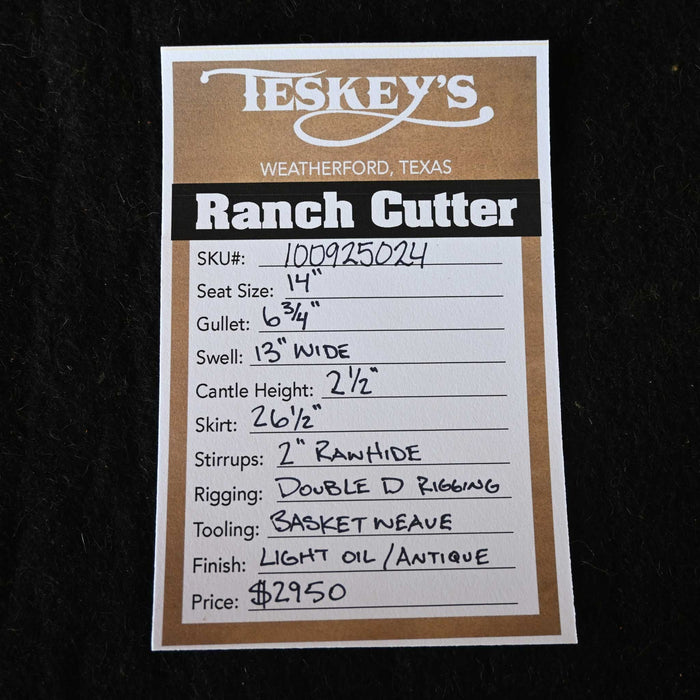 TESKEY'S
WEATHERFORD, TEXAS
Ranch Cutter
SKU#: 100925024
Seat Size: 14"
Gullet: 6 3/4"
Swell: 13" WIDE
Cantle Height: 2 1/2"
Skirt: 26 1/2"
Stirrups: 2" RAWHIDE
Rigging: DOUBLE D RIGGING
Tooling: BASKET WEAVE
Finish: LIGHT OIL / ANTIQUE
Price: $2950